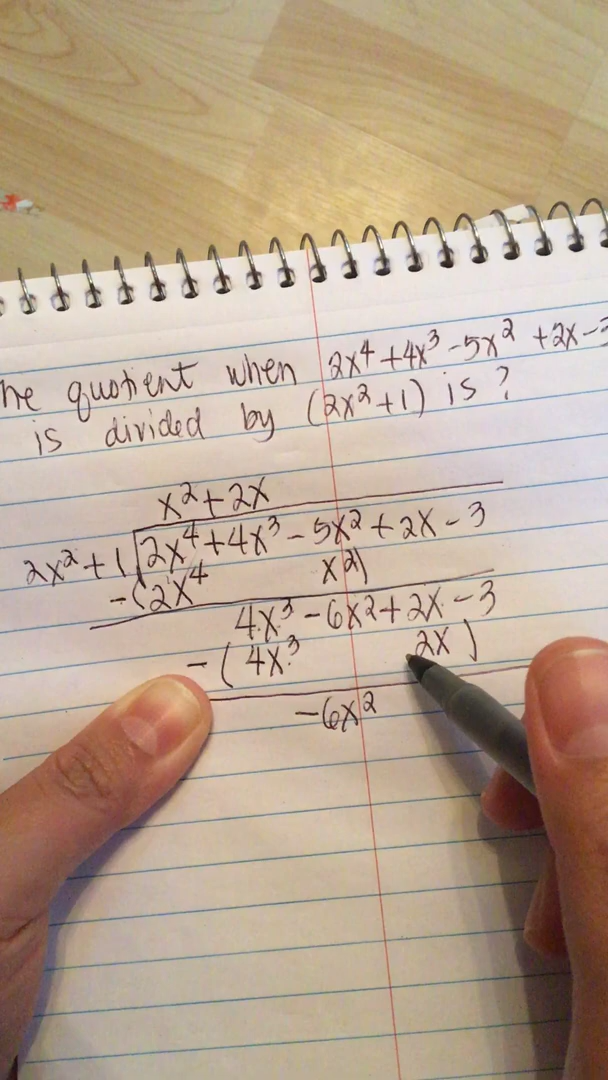 he quotient when 2x⁴ + 4x³ - 5x² + 2x - 3
is divided by (2x² + 1) is ?
x² + 2x
2x² + 1 2x⁴ + 4x³ - 5x² + 2x - 3
-(2x⁴ x²)
4x³ - 6x² + 2x - 3
-(4x³ 2x)
-6x²